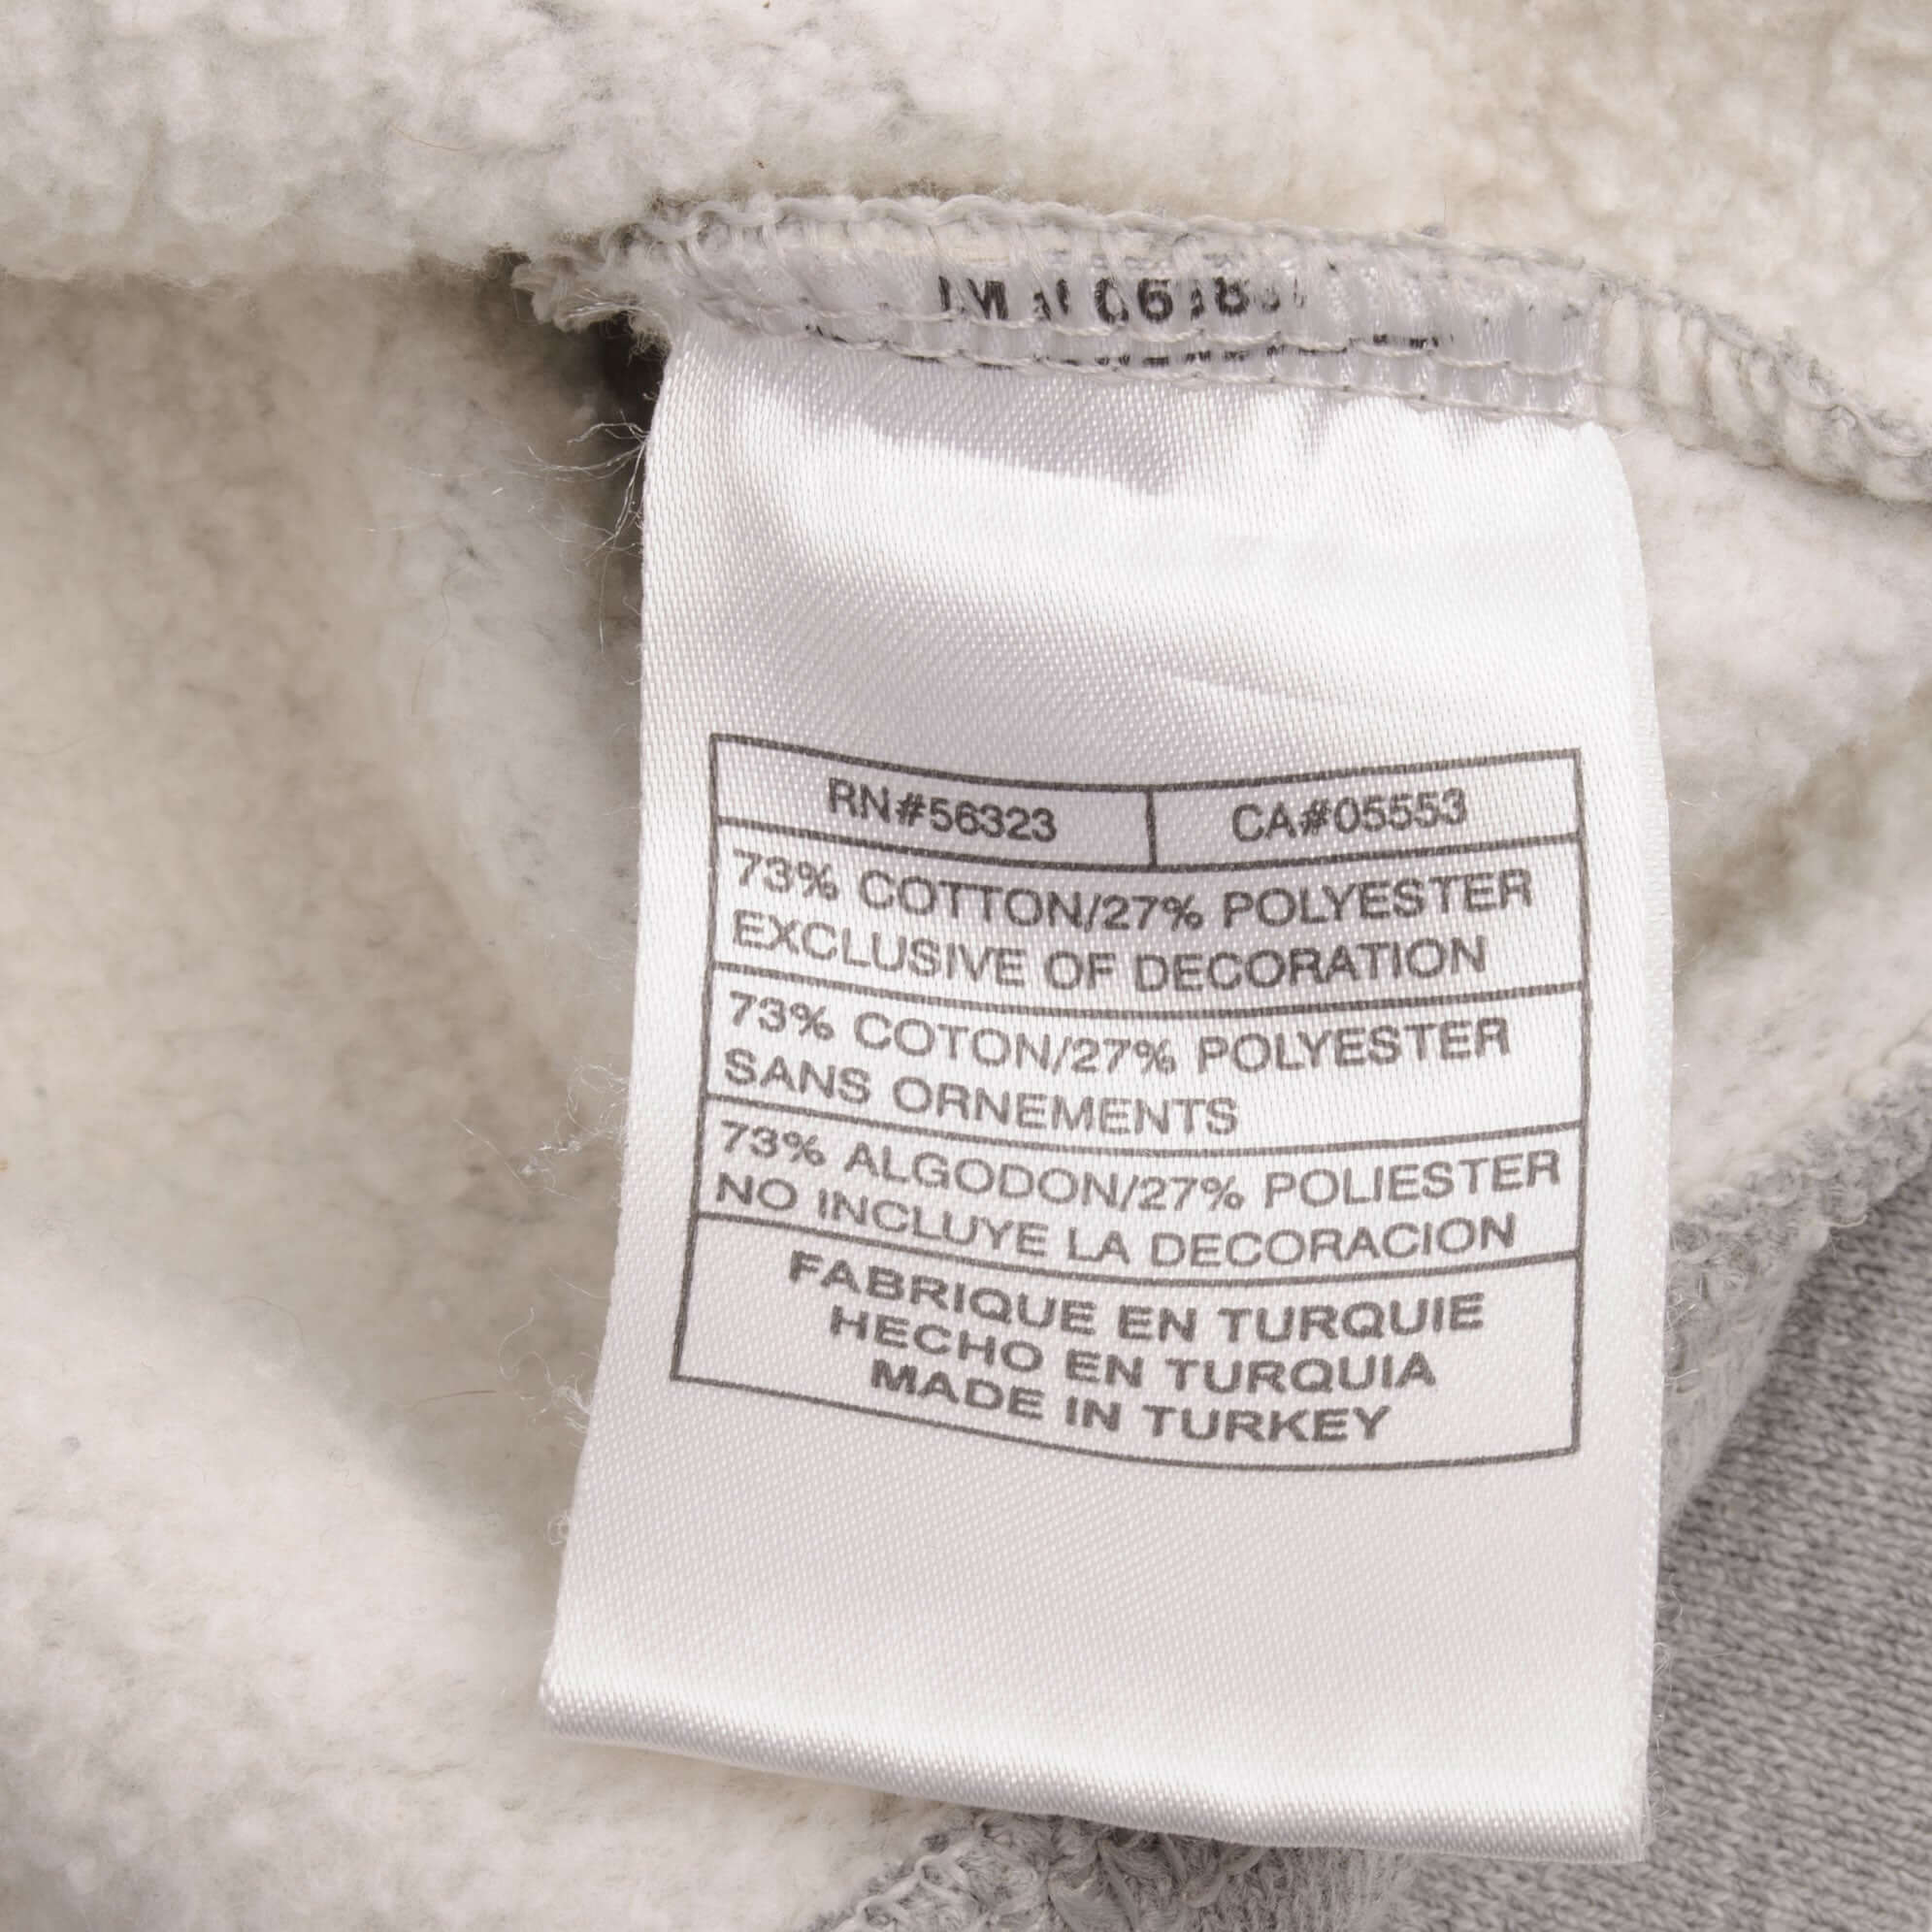 RN#56323 CA#05553
73% COTTON/27% POLYESTER
EXCLUSIVE OF DECORATION
73% COTON/27% POLYESTER
SANS ORNEMENTS
73% ALGODON/27% POLIESTER
NO INCLUYE LA DECORACION
FABRIQUE EN TURQUIE
HECHO EN TURQUIA
MADE IN TURKEY